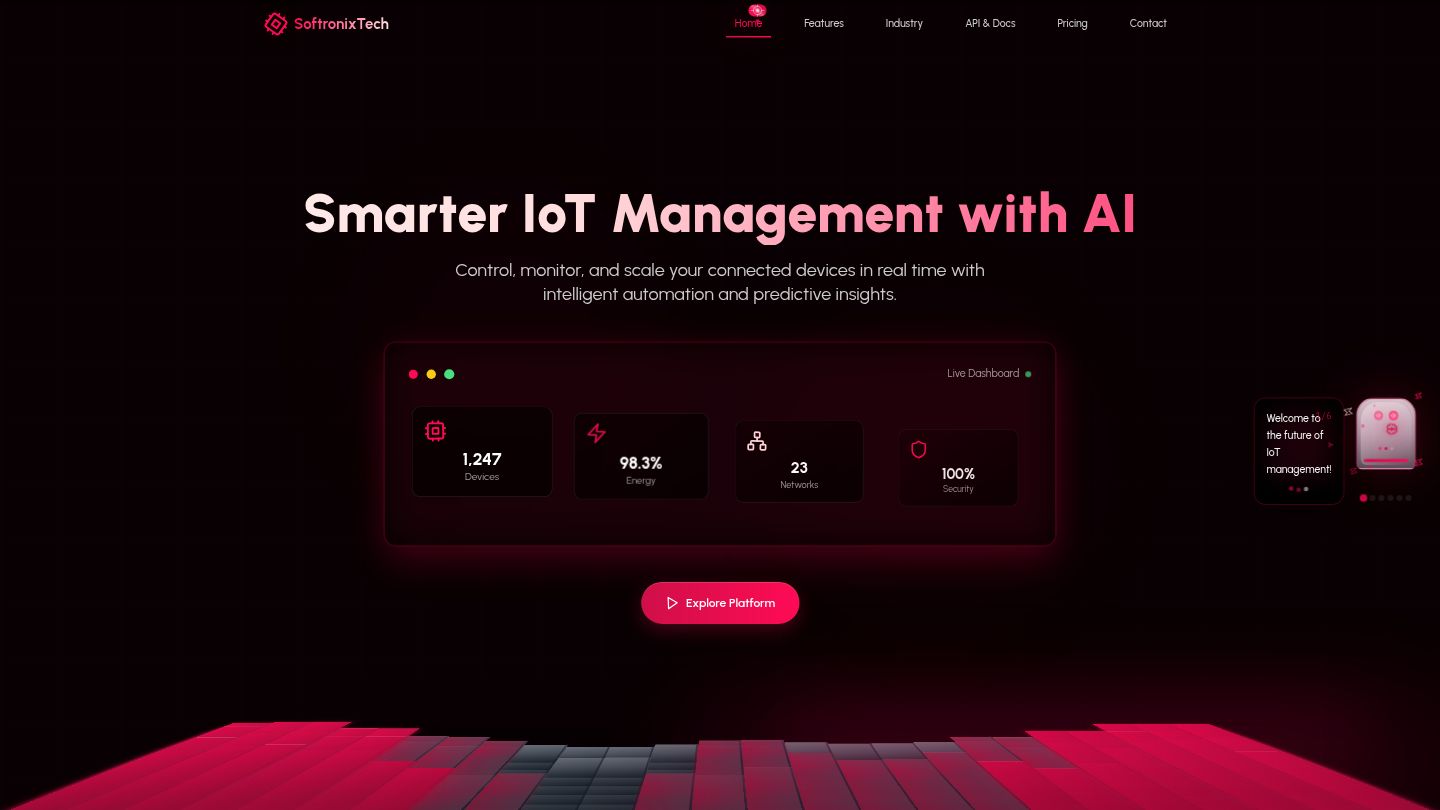 SoftronixTech
Home
Features
Industry
API & Docs
Pricing
Contact
Smarter IoT Management with AI
Control, monitor, and scale your connected devices in real time with
intelligent automation and predictive insights.
Live Dashboard
1,247
Devices
98.3%
Energy
23
Networks
100%
Security
Welcome to
the future of
IoT
management!
Explore Platform